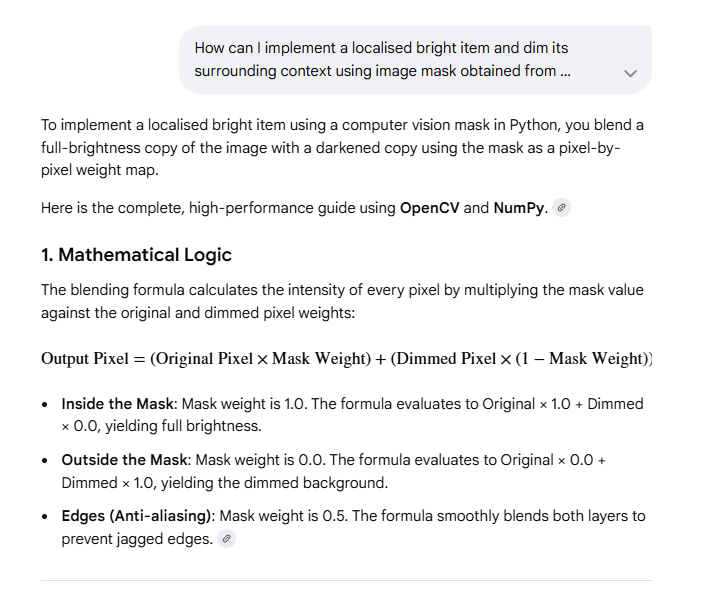 How can I implement a localised bright item and dim its
surrounding context using image mask obtained from ...
To implement a localised bright item using a computer vision mask in Python, you blend a
full-brightness copy of the image with a darkened copy using the mask as a pixel-by-
pixel weight map.
Here is the complete, high-performance guide using OpenCV and NumPy.
1. Mathematical Logic
The blending formula calculates the intensity of every pixel by multiplying the mask value
against the original and dimmed pixel weights:
Output Pixel = (Original Pixel × Mask Weight) + (Dimmed Pixel × (1 − Mask Weight))
• Inside the Mask: Mask weight is 1.0. The formula evaluates to Original × 1.0 + Dimmed
× 0.0, yielding full brightness.
• Outside the Mask: Mask weight is 0.0. The formula evaluates to Original × 0.0 +
Dimmed × 1.0, yielding the dimmed background.
• Edges (Anti-aliasing): Mask weight is 0.5. The formula smoothly blends both layers to
prevent jagged edges.